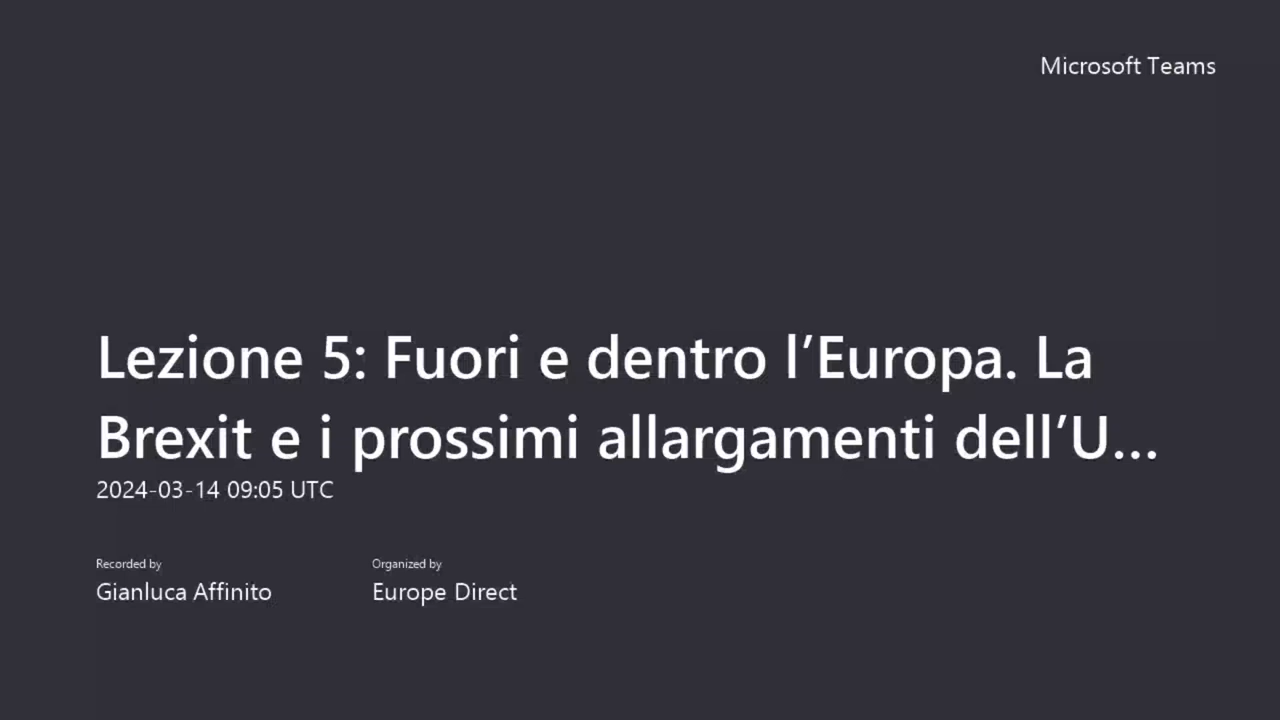 Microsoft Teams
Lezione 5: Fuori e dentro l’Europa. La
Brexit e i prossimi allargamenti dell’U...
2024-03-14 09:05 UTC
Recorded by
Gianluca Affinito
Organized by
Europe Direct